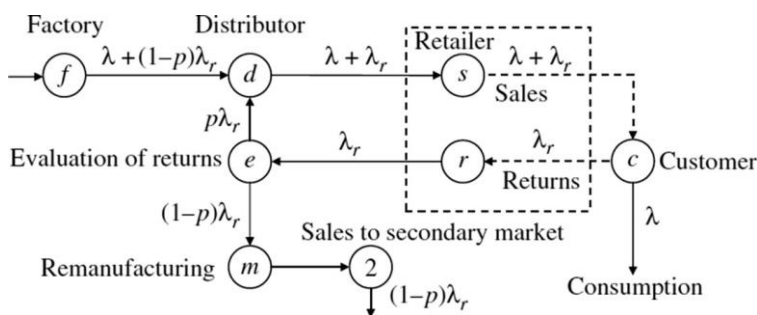 Factory
Distributor
Retailer
f
λ+(1−p)λᵣ
d
λ + λᵣ
s
λ + λᵣ
Sales
pλᵣ
Evaluation of returns
e
λᵣ
r
λᵣ
Returns
c
Customer
(1−p)λᵣ
λ
Sales to secondary market
Remanufacturing
m
2
Consumption
(1−p)λᵣ